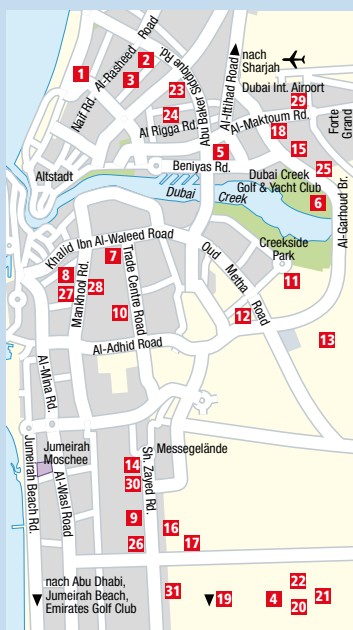 nach
Sharjah
Al-Rasheed Road
1
2
3
Naif Rd.
23
Abu Baker Siddique Rd.
Al-Ittihad Road
Dubai Int. Airport
29
24
Al Rigga Rd.
Al-Maktoum Rd.
18
Forte
Grand
5
15
Beniyas Rd.
25
Altstadt
Dubai Creek
Golf & Yacht Club
6
Dubai
Creek
Al-Garhoud Br.
Khalid Ibn Al-Waleed Road
7
Creekside
Park
Oud
Metha
Road
8
27
28
Mankhool Rd.
Trade Centre Road
11
10
12
13
Al-Adhid Road
Al-Mina Rd.
Jumeirah
Moschee
Messegelände
14
30
Sh. Zayed Rd.
Jumeirah Beach Rd.
Al-Wasl Road
9
16
26
17
nach Abu Dhabi,
Jumeirah Beach,
Emirates Golf Club
31
19
4
22
20
21